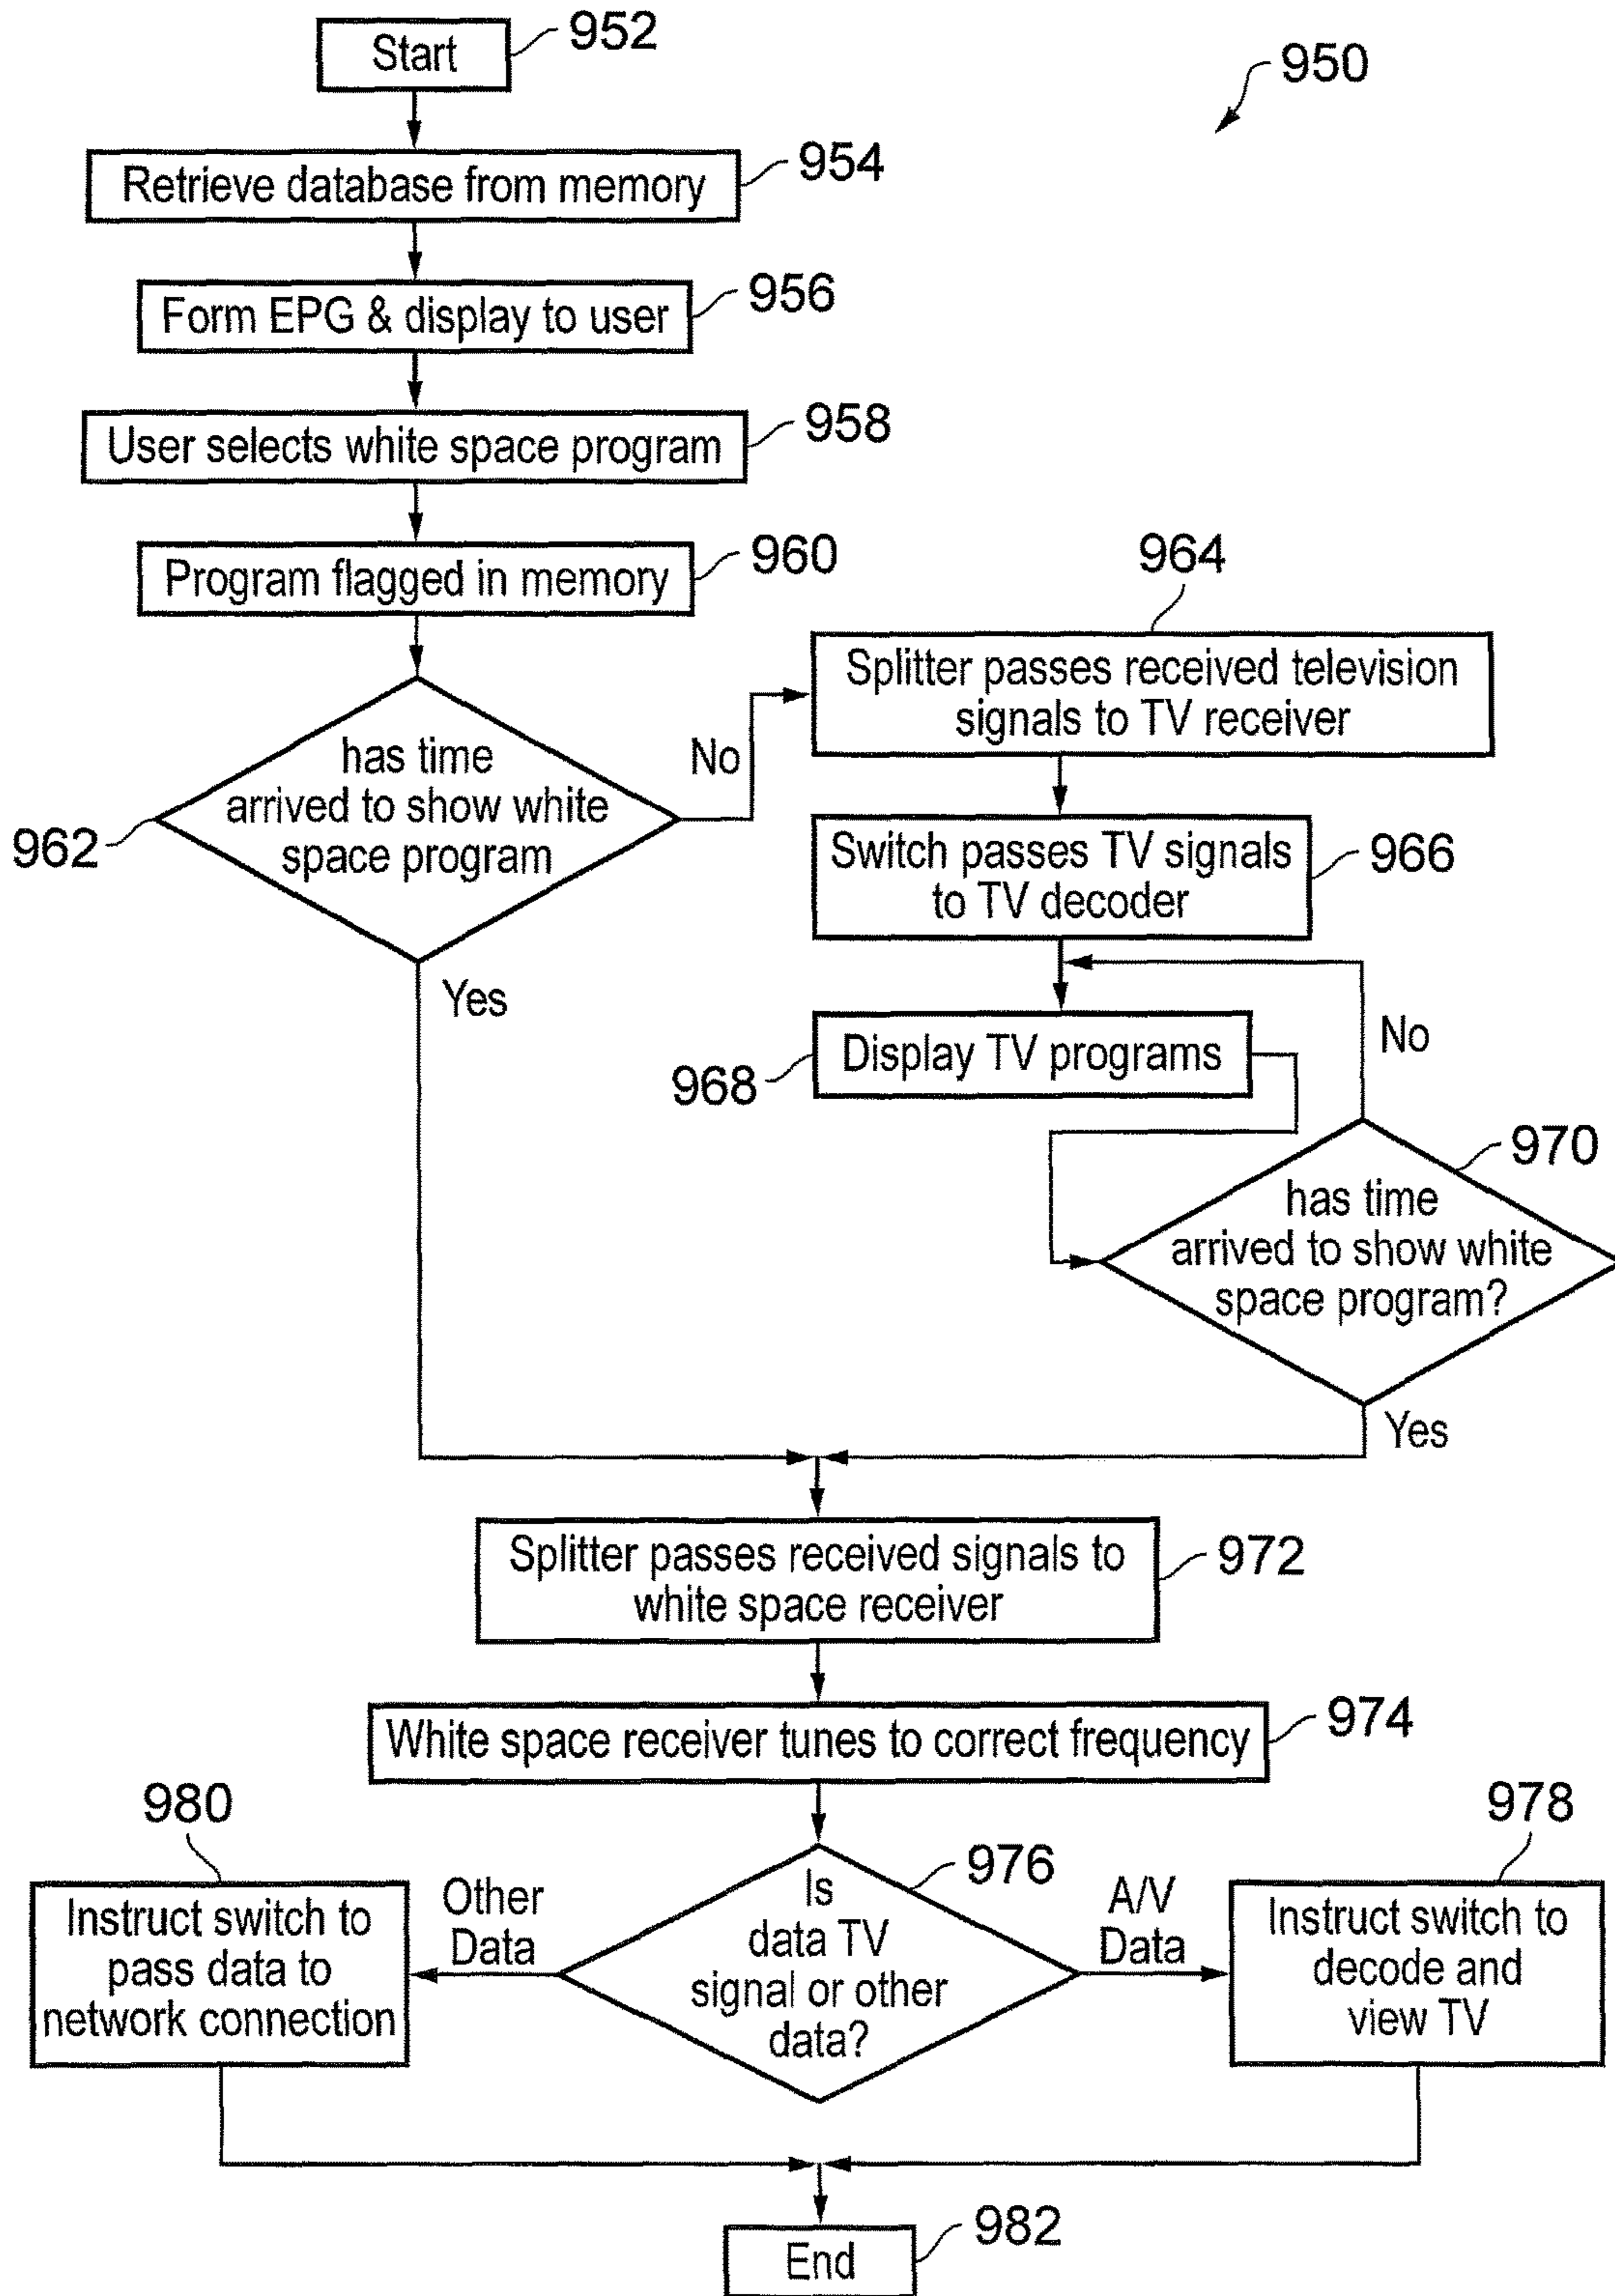 Start
952
950
Retrieve database from memory
954
Form EPG & display to user
956
User selects white space program
958
Program flagged in memory
960
964
Splitter passes received television
signals to TV receiver
has time
arrived to show white
space program
962
No
Yes
Switch passes TV signals
to TV decoder
966
Display TV programs
968
No
970
has time
arrived to show white
space program?
Yes
Splitter passes received signals to
white space receiver
972
White space receiver tunes to correct frequency
974
980
Instruct switch to
pass data to
network connection
Other
Data
976
Is
data TV
signal or other
data?
A/V
Data
978
Instruct switch to
decode and
view TV
End
982